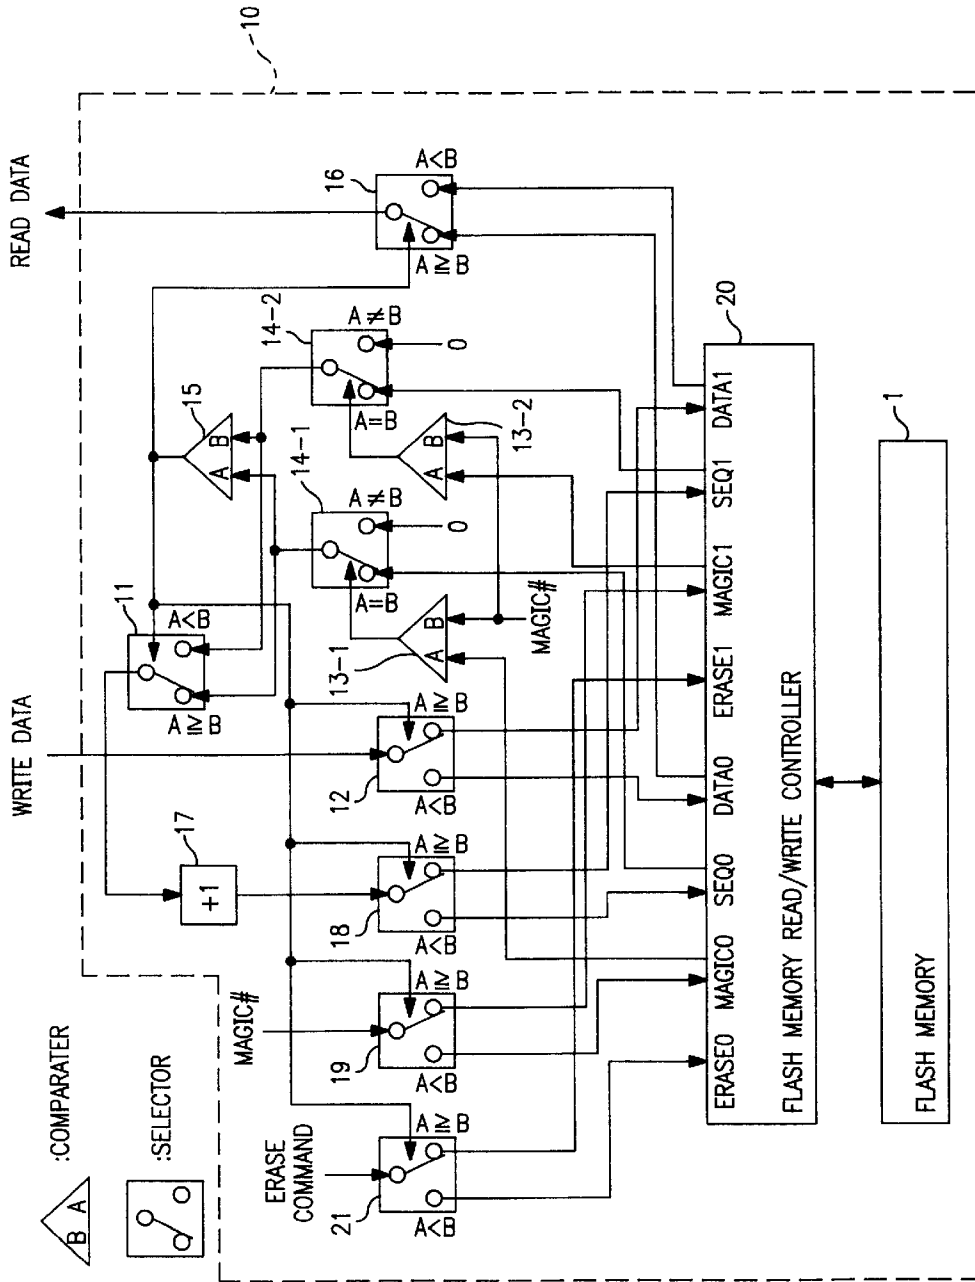 B A :COMPARATER
:SELECTOR
WRITE DATA
READ DATA
10
17
+1
11
A≧B
A<B
15
A B
MAGIC#
ERASE
COMMAND
21
A<B
A≧B
19
A<B
A≧B
18
A<B
A≧B
12
A<B
A≧B
13-1
A B
14-1
A=B
A≠B
0
MAGIC#
13-2
A B
14-2
A=B
A≠B
0
16
A≧B
A<B
20
ERASE0 MAGIC0 SEQ0 DATA0 ERASE1 MAGIC1 SEQ1 DATA1
FLASH MEMORY READ/WRITE CONTROLLER
1
FLASH MEMORY